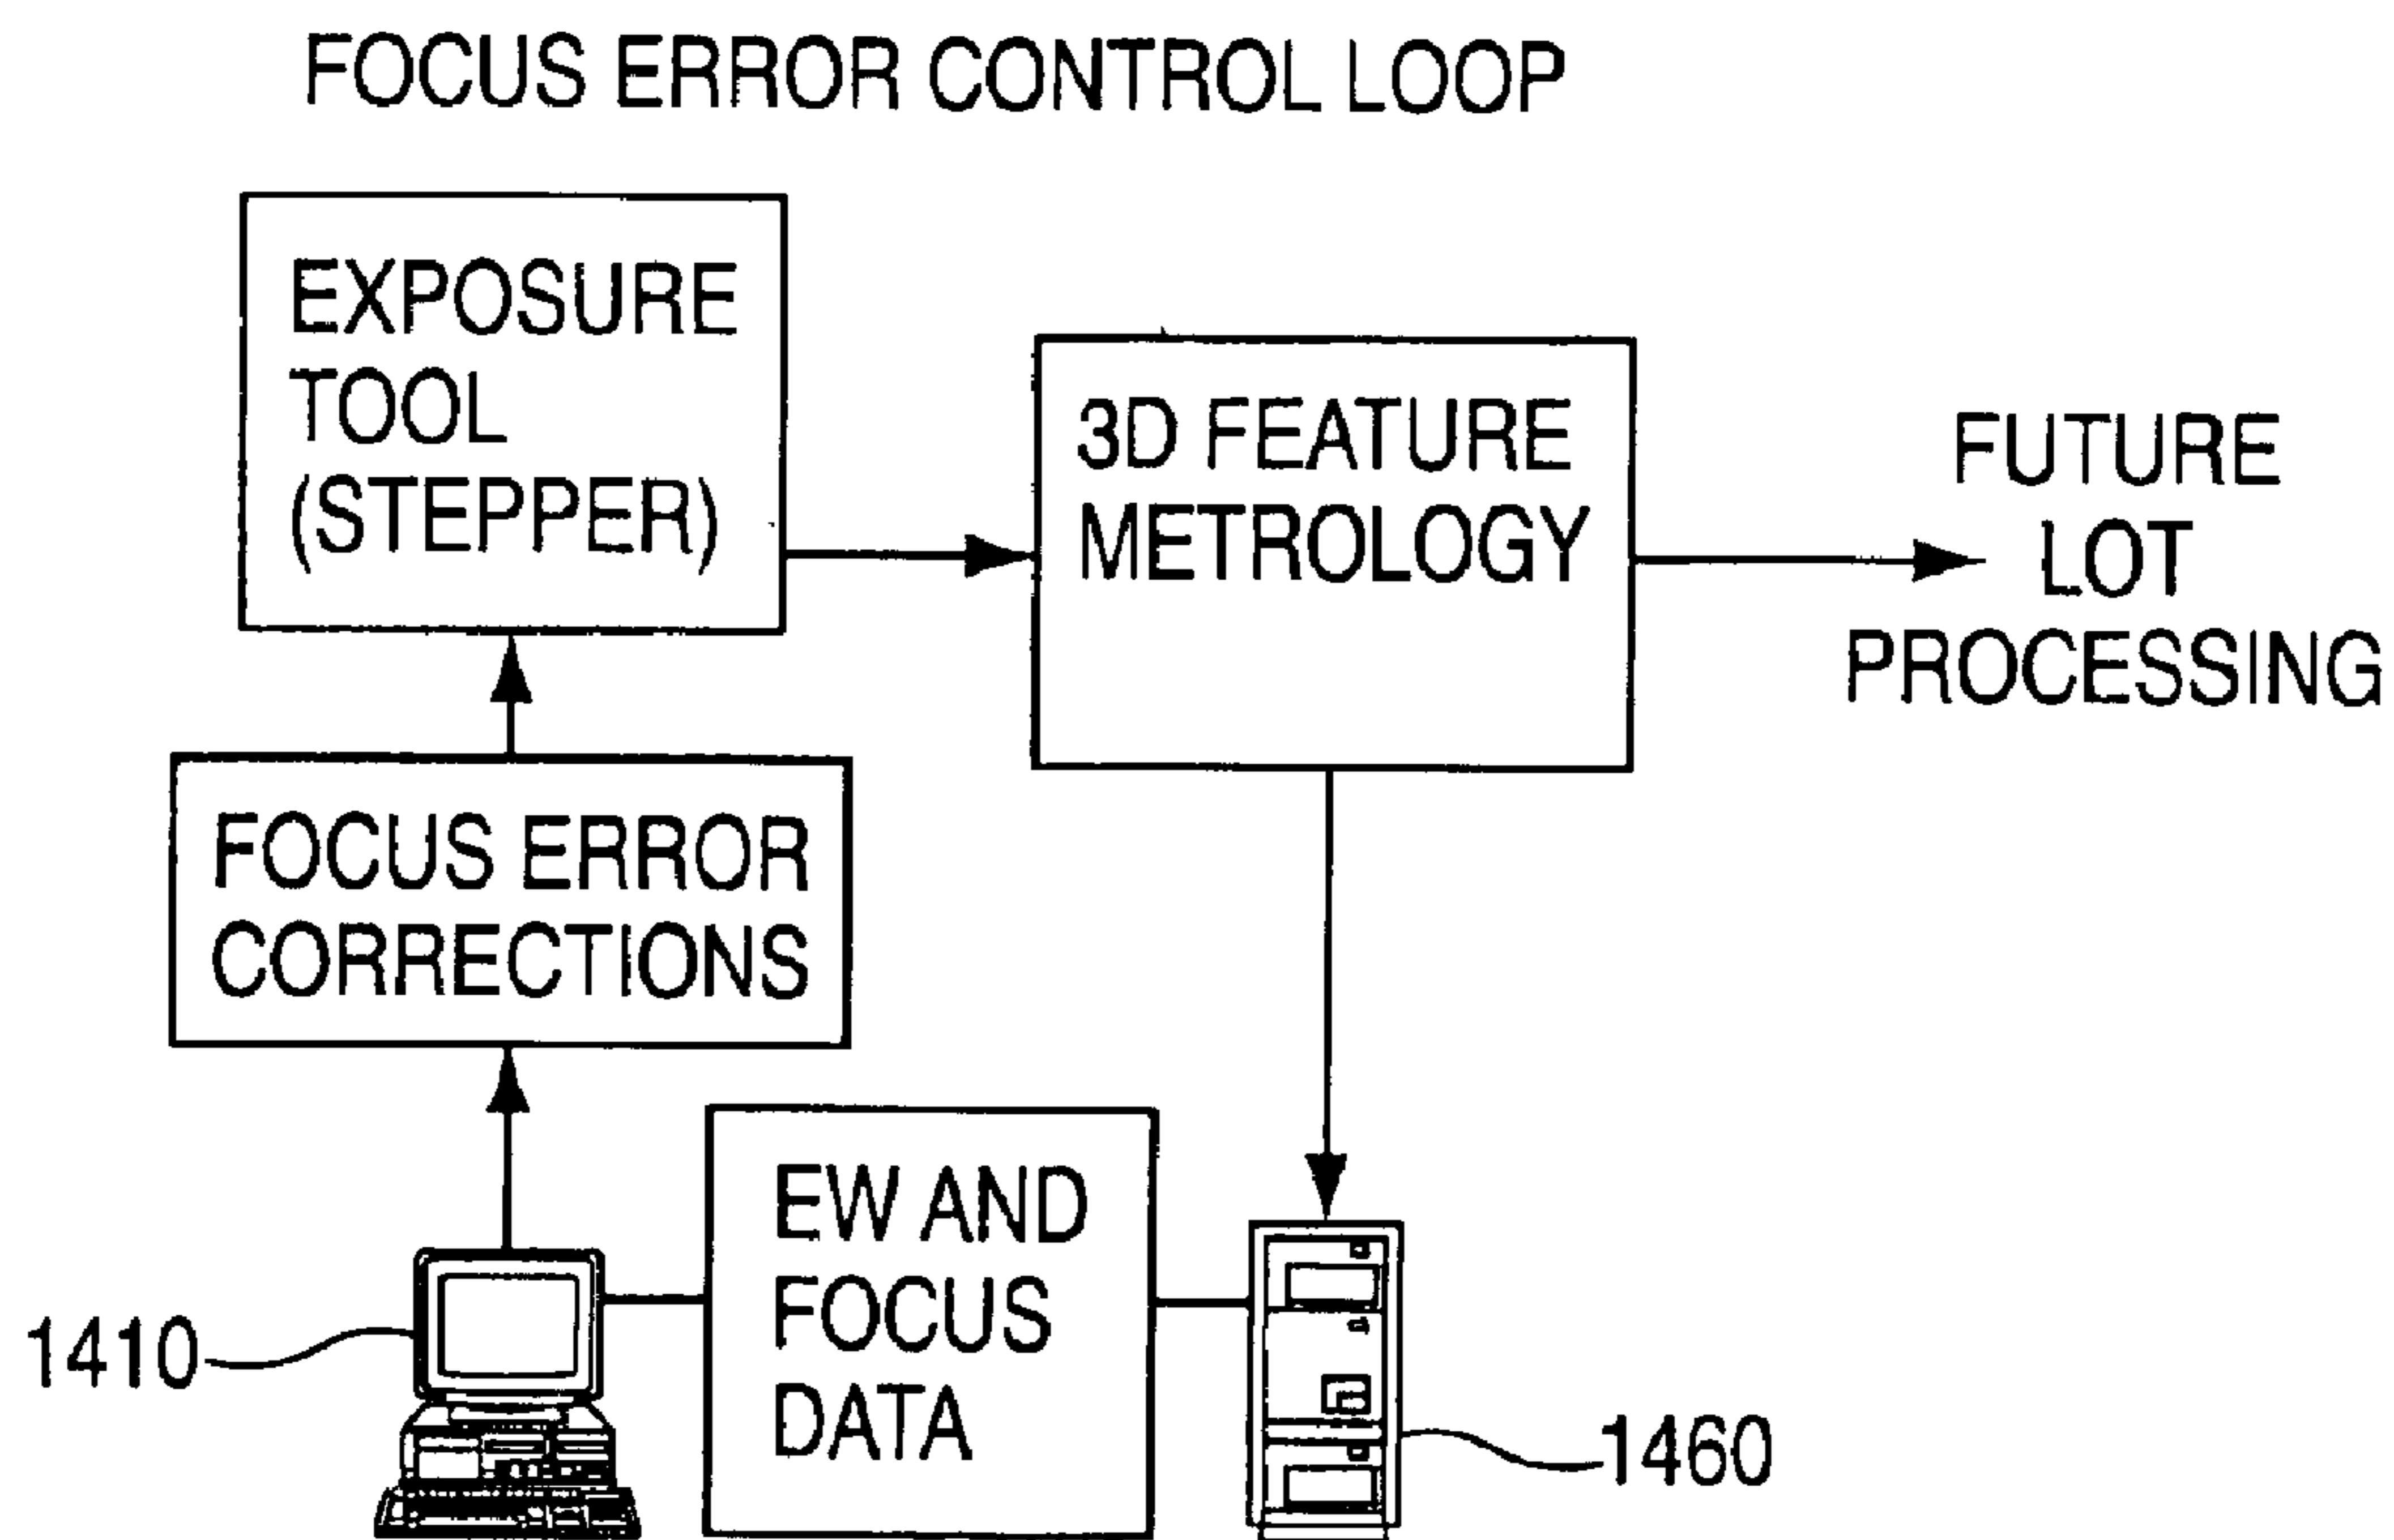 FOCUS ERROR CONTROL LOOP
EXPOSURE
TOOL
(STEPPER)
3D FEATURE
METROLOGY
FUTURE
LOT
PROCESSING
FOCUS ERROR
CORRECTIONS
EW AND
FOCUS
DATA
1410
1460